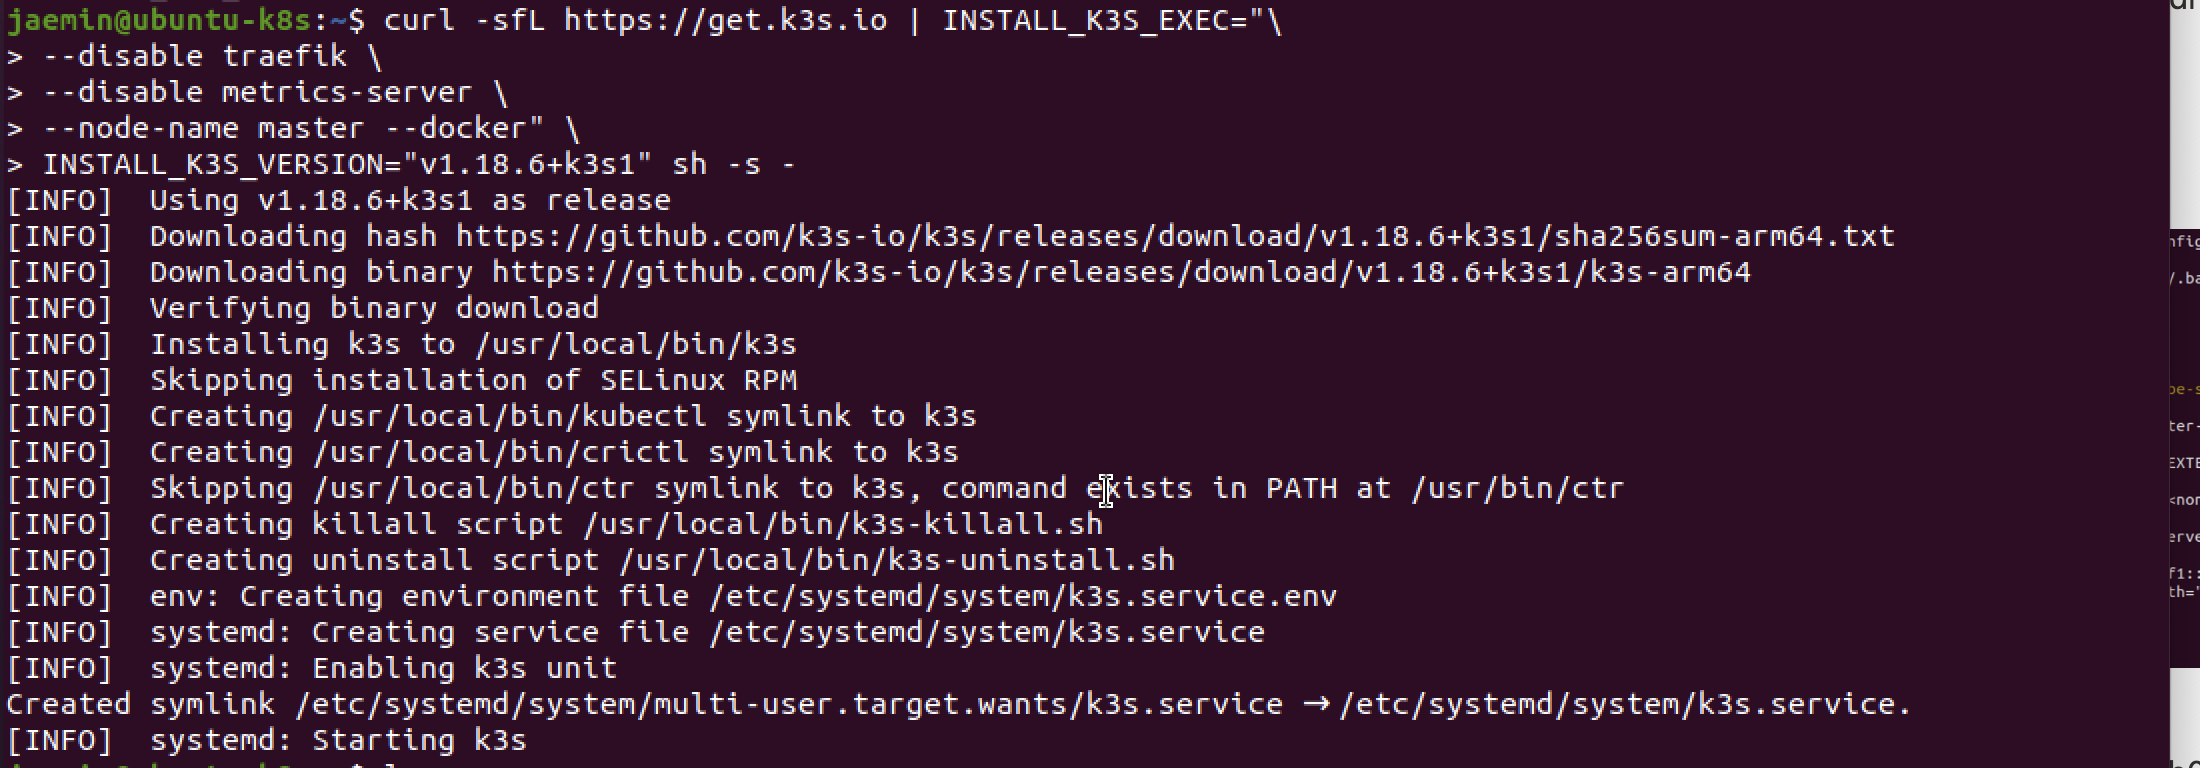 jaemin@ubuntu-k8s:~$ curl -sfL https://get.k3s.io | INSTALL_K3S_EXEC="\
> --disable traefik \
> --disable metrics-server \
> --node-name master --docker" \
> INSTALL_K3S_VERSION="v1.18.6+k3s1" sh -s -
[INFO]  Using v1.18.6+k3s1 as release
[INFO]  Downloading hash https://github.com/k3s-io/k3s/releases/download/v1.18.6+k3s1/sha256sum-arm64.txt
[INFO]  Downloading binary https://github.com/k3s-io/k3s/releases/download/v1.18.6+k3s1/k3s-arm64
[INFO]  Verifying binary download
[INFO]  Installing k3s to /usr/local/bin/k3s
[INFO]  Skipping installation of SELinux RPM
[INFO]  Creating /usr/local/bin/kubectl symlink to k3s
[INFO]  Creating /usr/local/bin/crictl symlink to k3s
[INFO]  Skipping /usr/local/bin/ctr symlink to k3s, command exists in PATH at /usr/bin/ctr
[INFO]  Creating killall script /usr/local/bin/k3s-killall.sh
[INFO]  Creating uninstall script /usr/local/bin/k3s-uninstall.sh
[INFO]  env: Creating environment file /etc/systemd/system/k3s.service.env
[INFO]  systemd: Creating service file /etc/systemd/system/k3s.service
[INFO]  systemd: Enabling k3s unit
Created symlink /etc/systemd/system/multi-user.target.wants/k3s.service → /etc/systemd/system/k3s.service.
[INFO]  systemd: Starting k3s